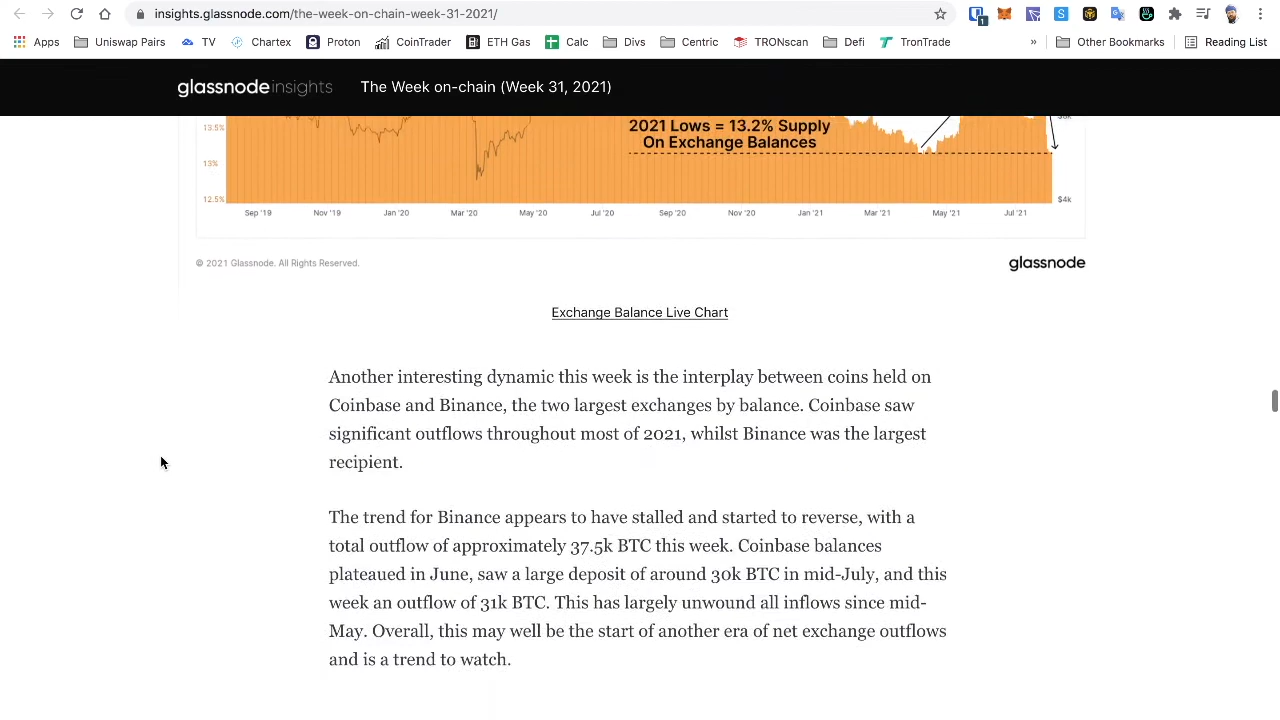 insights.glassnode.com/the-week-on-chain-week-31-2021/
1
Apps Uniswap Pairs TV Chartex Proton CoinTrader ETH Gas Calc Divs Centric TRONscan Defi TronTrade » Other Bookmarks Reading List
glassnodeinsights The Week on-chain (Week 31, 2021)
2021 Lows = 13.2% Supply
On Exchange Balances
13.5%
13%
12.5%
$4k
Sep '19 Nov '19 Jan '20 Mar '20 May '20 Jul '20 Sep '20 Nov '20 Jan '21 Mar '21 May '21 Jul '21
© 2021 Glassnode. All Rights Reserved.
glassnode
Exchange Balance Live Chart
Another interesting dynamic this week is the interplay between coins held on
Coinbase and Binance, the two largest exchanges by balance. Coinbase saw
significant outflows throughout most of 2021, whilst Binance was the largest
recipient.
The trend for Binance appears to have stalled and started to reverse, with a
total outflow of approximately 37.5k BTC this week. Coinbase balances
plateaued in June, saw a large deposit of around 30k BTC in mid-July, and this
week an outflow of 31k BTC. This has largely unwound all inflows since mid-
May. Overall, this may well be the start of another era of net exchange outflows
and is a trend to watch.